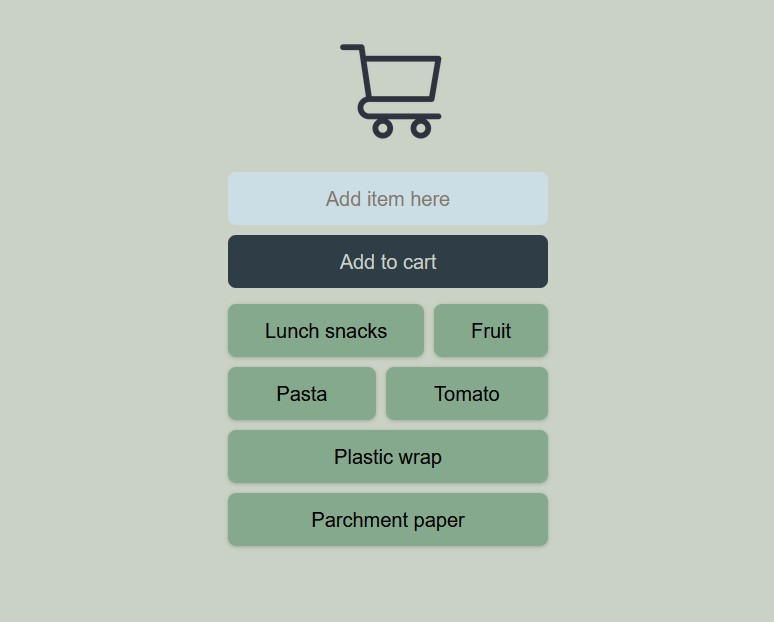 Add item here
Add to cart
Lunch snacks
Fruit
Pasta
Tomato
Plastic wrap
Parchment paper